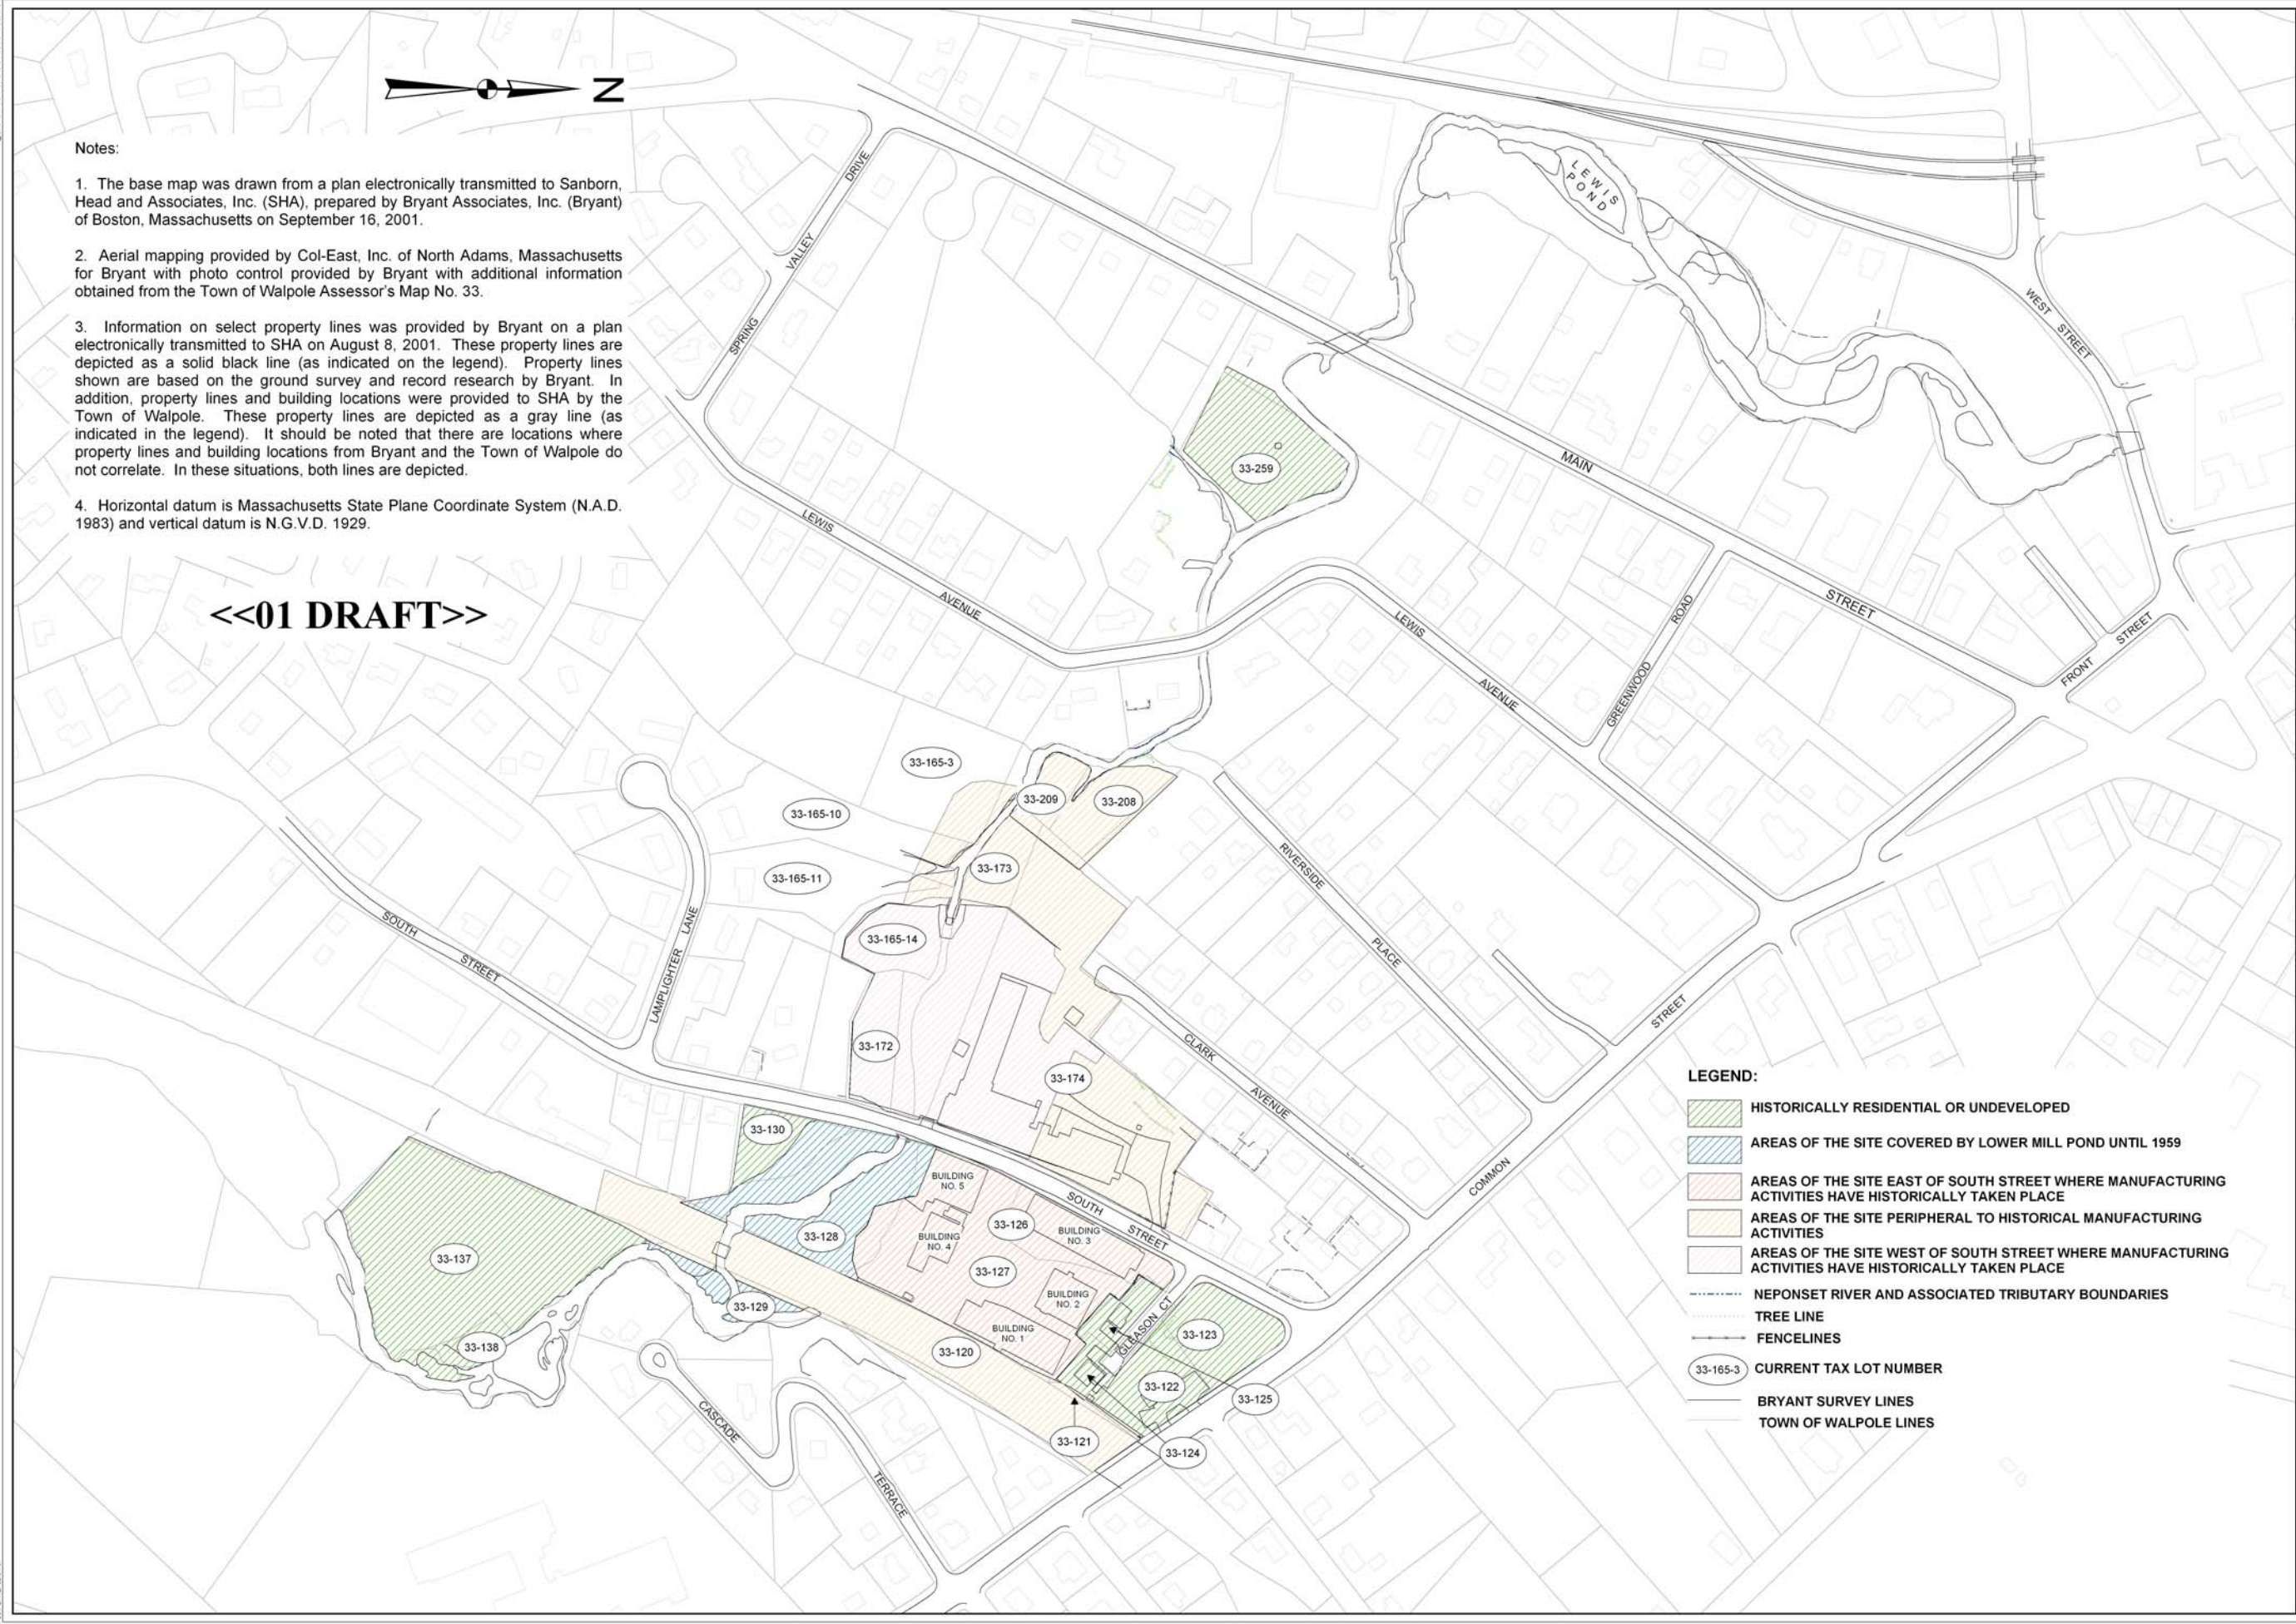 N
Notes:
1. The base map was drawn from a plan electronically transmitted to Sanborn,
Head and Associates, Inc. (SHA), prepared by Bryant Associates, Inc. (Bryant)
of Boston, Massachusetts on September 16, 2001.
2. Aerial mapping provided by Col-East, Inc. of North Adams, Massachusetts
for Bryant with photo control provided by Bryant with additional information
obtained from the Town of Walpole Assessor's Map No. 33.
3. Information on select property lines was provided by Bryant on a plan
electronically transmitted to SHA on August 8, 2001. These property lines are
depicted as a solid black line (as indicated on the legend). Property lines
shown are based on the ground survey and record research by Bryant. In
addition, property lines and building locations were provided to SHA by the
Town of Walpole. These property lines are depicted as a gray line (as
indicated in the legend). It should be noted that there are locations where
property lines and building locations from Bryant and the Town of Walpole do
not correlate. In these situations, both lines are depicted.
4. Horizontal datum is Massachusetts State Plane Coordinate System (N.A.D.
1983) and vertical datum is N.G.V.D. 1929.
<<01 DRAFT>>
SPRING VALLEY DRIVE
LEWIS
POND
WEST STREET
MAIN STREET
FRONT STREET
GREENWOOD ROAD
LEWIS AVENUE
LEWIS AVENUE
33-259
33-165-3
33-165-10
33-165-11
33-209
33-208
33-173
33-165-14
33-172
33-174
RIVERSIDE PLACE
CLARK AVENUE
COMMON STREET
SOUTH STREET
LAMPLIGHTER LANE
SOUTH STREET
33-130
33-128
33-129
33-137
33-138
BUILDING
NO. 5
BUILDING
NO. 4
33-126
BUILDING
NO. 3
33-127
BUILDING
NO. 2
BUILDING
NO. 1
33-120
GLEASON CT
33-123
33-122
33-125
33-121
33-124
CASCADE TERRACE
LEGEND:
HISTORICALLY RESIDENTIAL OR UNDEVELOPED
AREAS OF THE SITE COVERED BY LOWER MILL POND UNTIL 1959
AREAS OF THE SITE EAST OF SOUTH STREET WHERE MANUFACTURING
ACTIVITIES HAVE HISTORICALLY TAKEN PLACE
AREAS OF THE SITE PERIPHERAL TO HISTORICAL MANUFACTURING
ACTIVITIES
AREAS OF THE SITE WEST OF SOUTH STREET WHERE MANUFACTURING
ACTIVITIES HAVE HISTORICALLY TAKEN PLACE
NEPONSET RIVER AND ASSOCIATED TRIBUTARY BOUNDARIES
TREE LINE
FENCELINES
33-165-3 CURRENT TAX LOT NUMBER
BRYANT SURVEY LINES
TOWN OF WALPOLE LINES